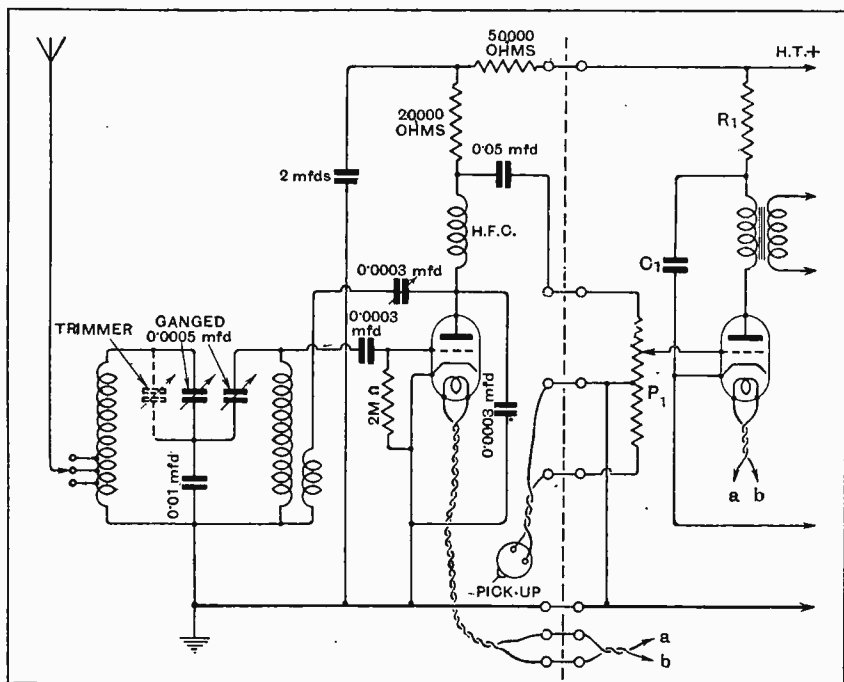 50000
OHMS
H.T.+
20000
OHMS
R1
0.05 mfd
2 mfds
H.F.C.
C1
0.0003 mfd
0.0003
mfd
TRIMMER
GANGED
0.0005 mfd
2MΩ
0.0003 mfd
P1
0.01 mfd
a b
PICK-UP
a
b